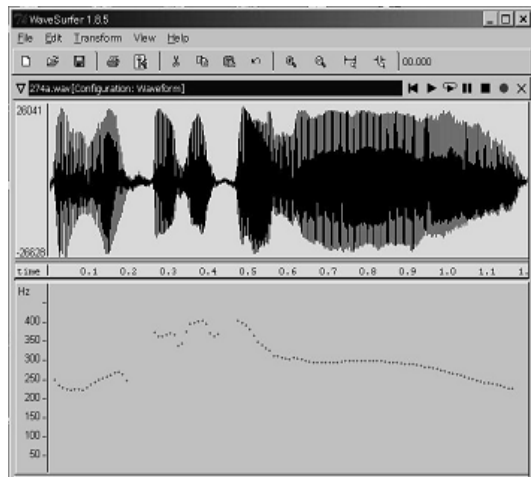 WaveSurfer 1.8.5
File Edit Transform View Help
00.000
274a.wav[Configuration: Waveform]
26041
-26628
time 0.1 0.2 0.3 0.4 0.5 0.6 0.7 0.8 0.9 1.0 1.1 1.
Hz
400
350
300
250
200
150
100
50